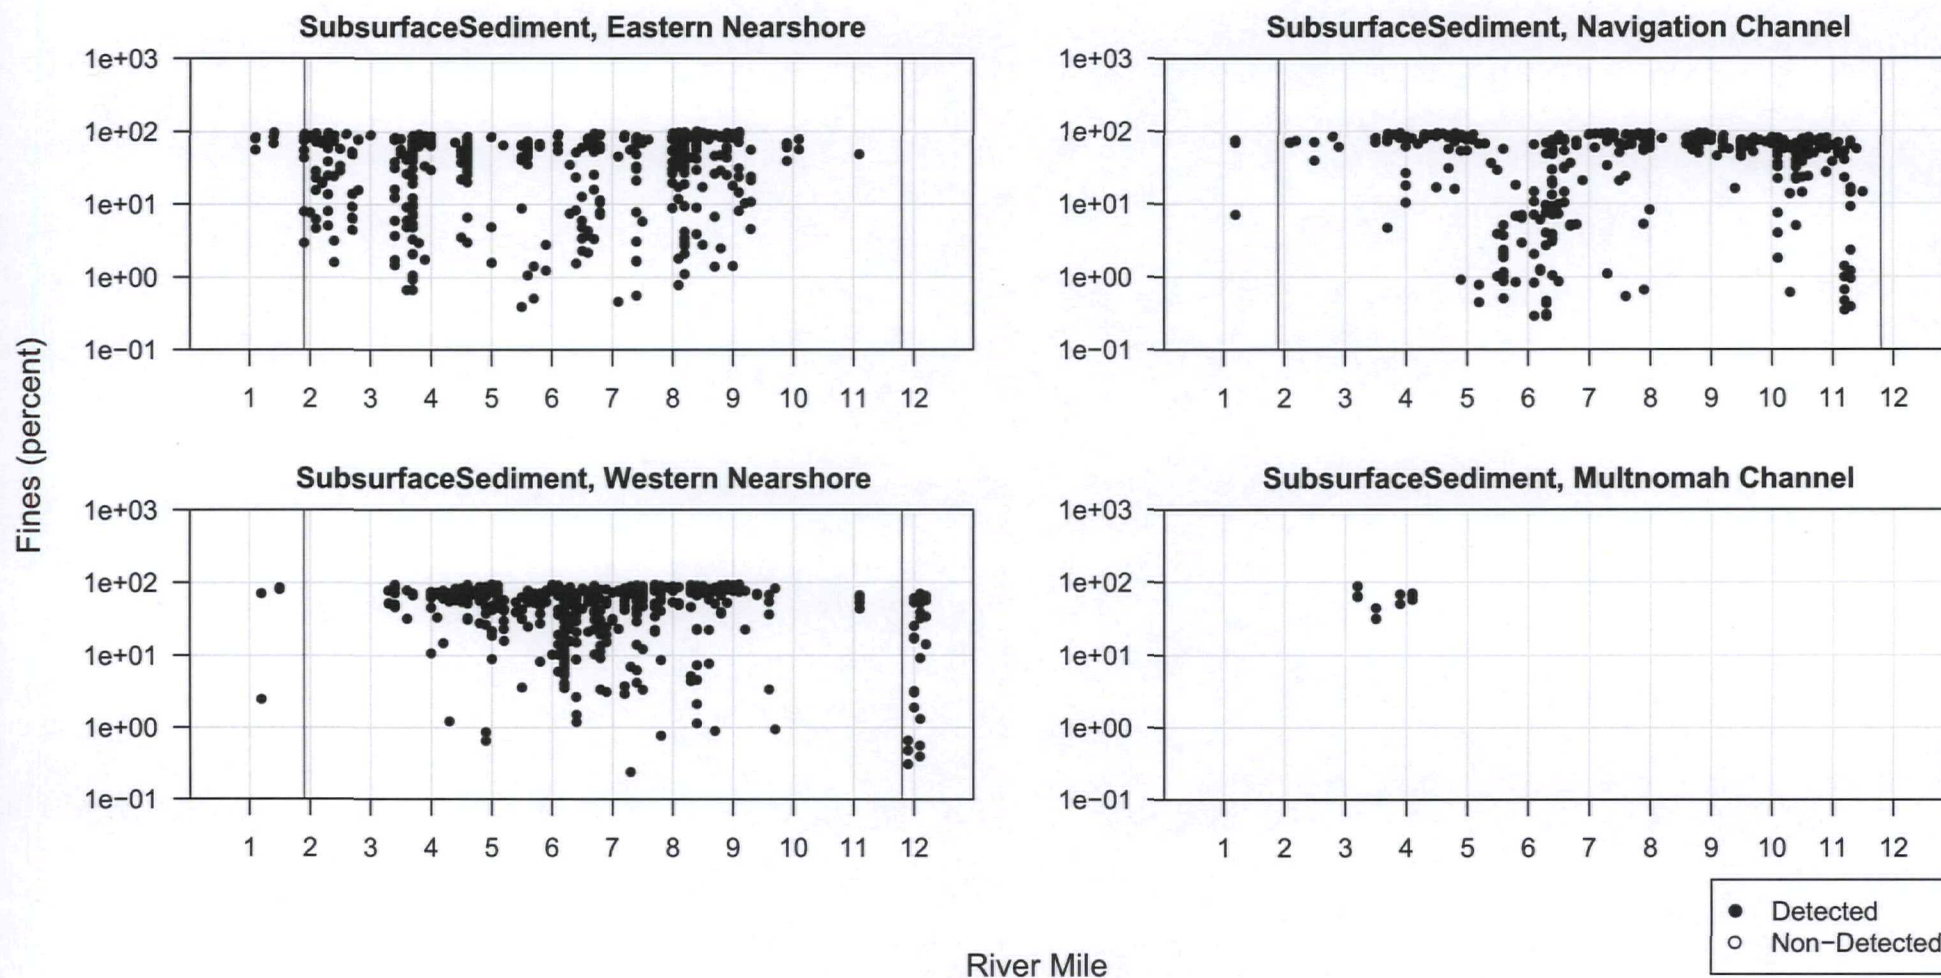 SubsurfaceSediment, Eastern Nearshore
1e+03
1e+02
1e+01
1e+00
1e−01
1 2 3 4 5 6 7 8 9 10 11 12
SubsurfaceSediment, Navigation Channel
1e+03
1e+02
1e+01
1e+00
1e−01
1 2 3 4 5 6 7 8 9 10 11 12
Fines (percent)
SubsurfaceSediment, Western Nearshore
1e+03
1e+02
1e+01
1e+00
1e−01
1 2 3 4 5 6 7 8 9 10 11 12
SubsurfaceSediment, Multnomah Channel
1e+03
1e+02
1e+01
1e+00
1e−01
1 2 3 4 5 6 7 8 9 10 11 12
Detected
Non−Detected
River Mile